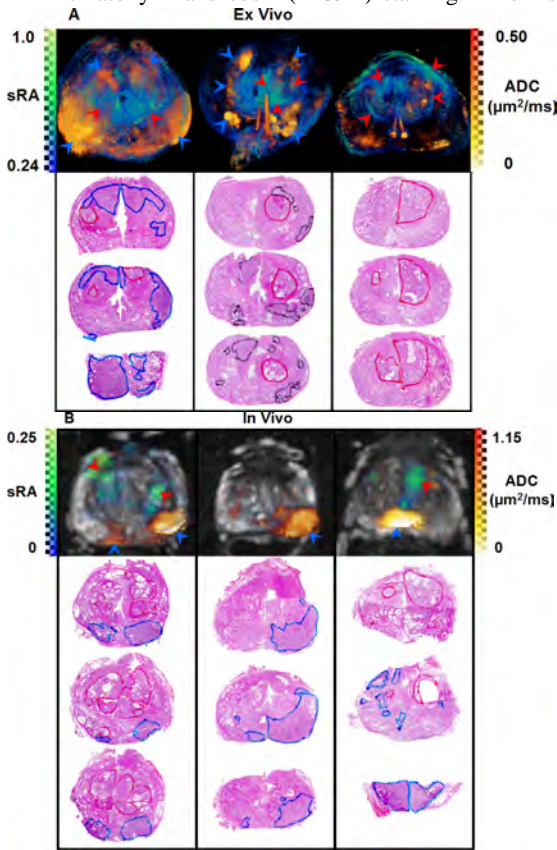 A Ex Vivo
1.0
sRA
0.24
0.50
ADC
(μm²/ms)
0
B In Vivo
0.25
sRA
0
1.15
ADC
(μm²/ms)
0